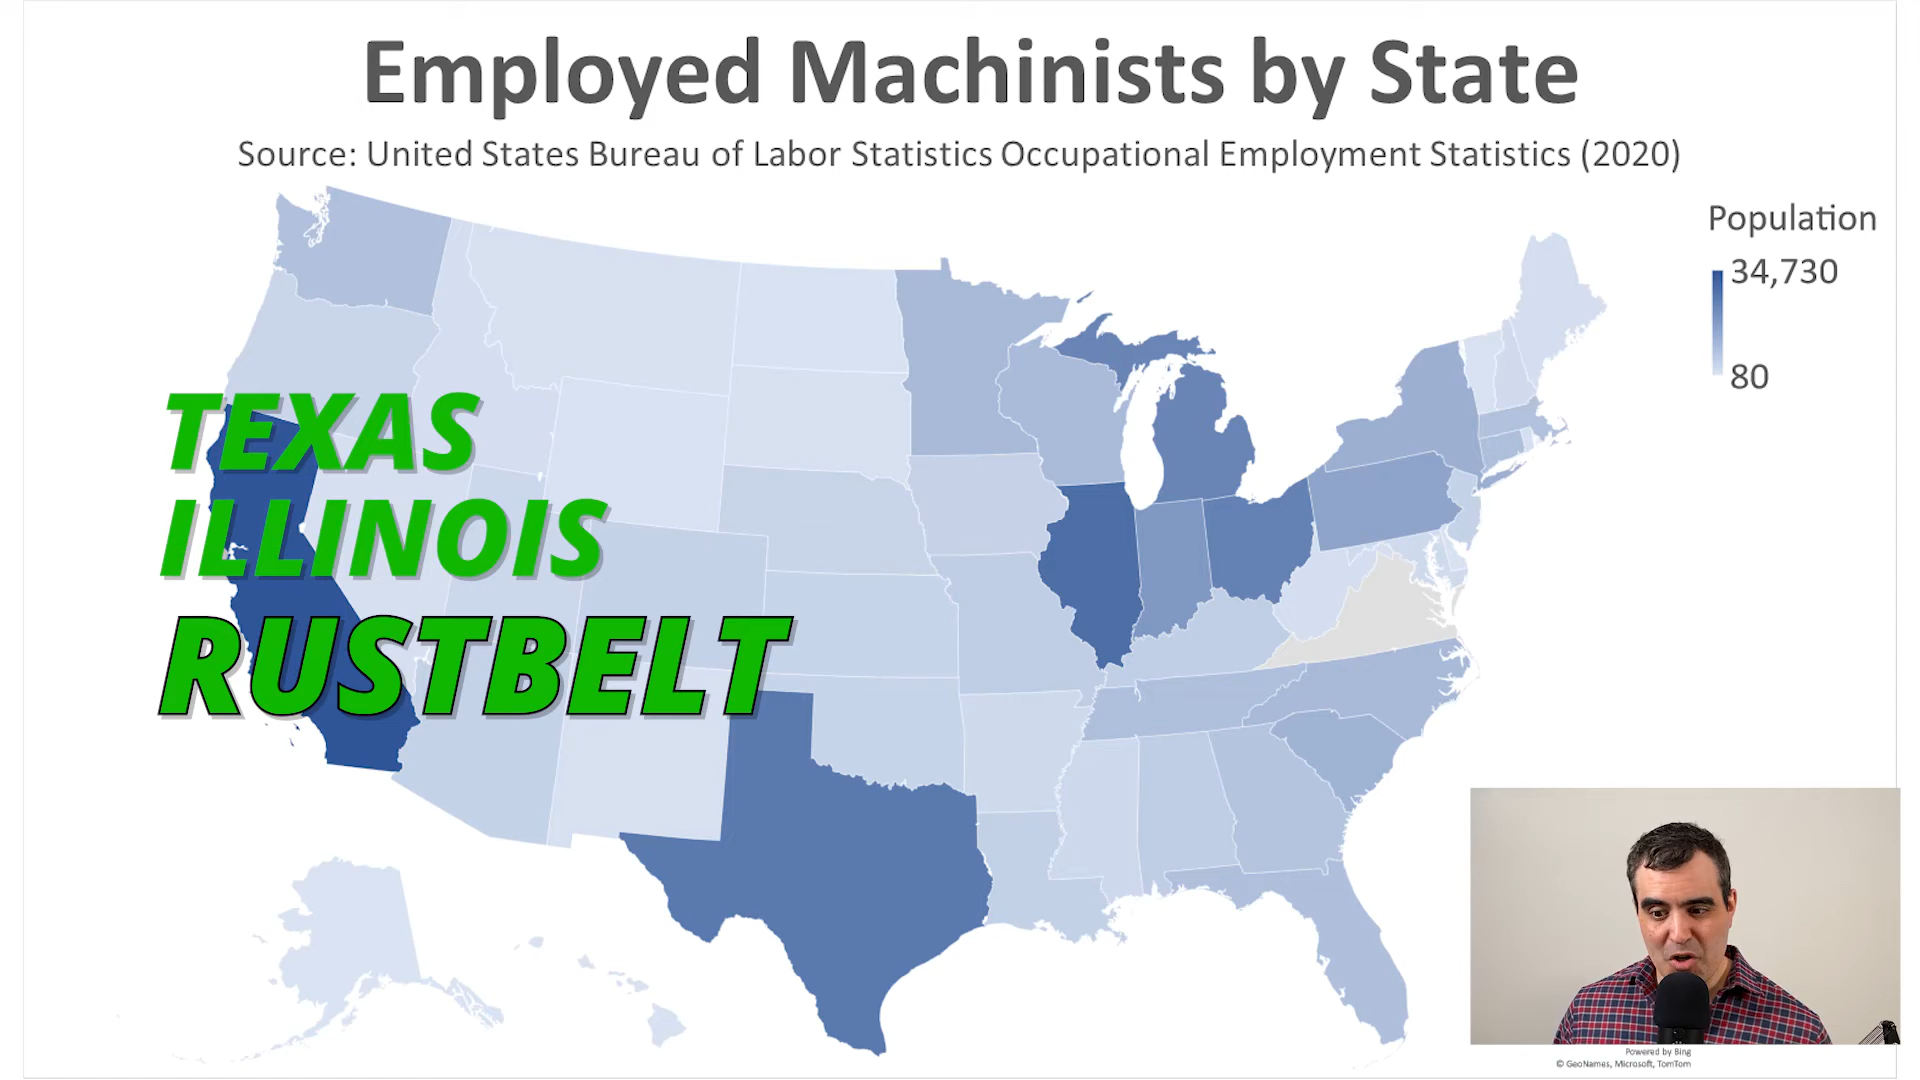 Employed Machinists by State
Source: United States Bureau of Labor Statistics Occupational Employment Statistics (2020)
Population
34,730
80
TEXAS
ILLINOIS
RUSTBELT
Powered by Bing
© GeoNames, Microsoft, TomTom